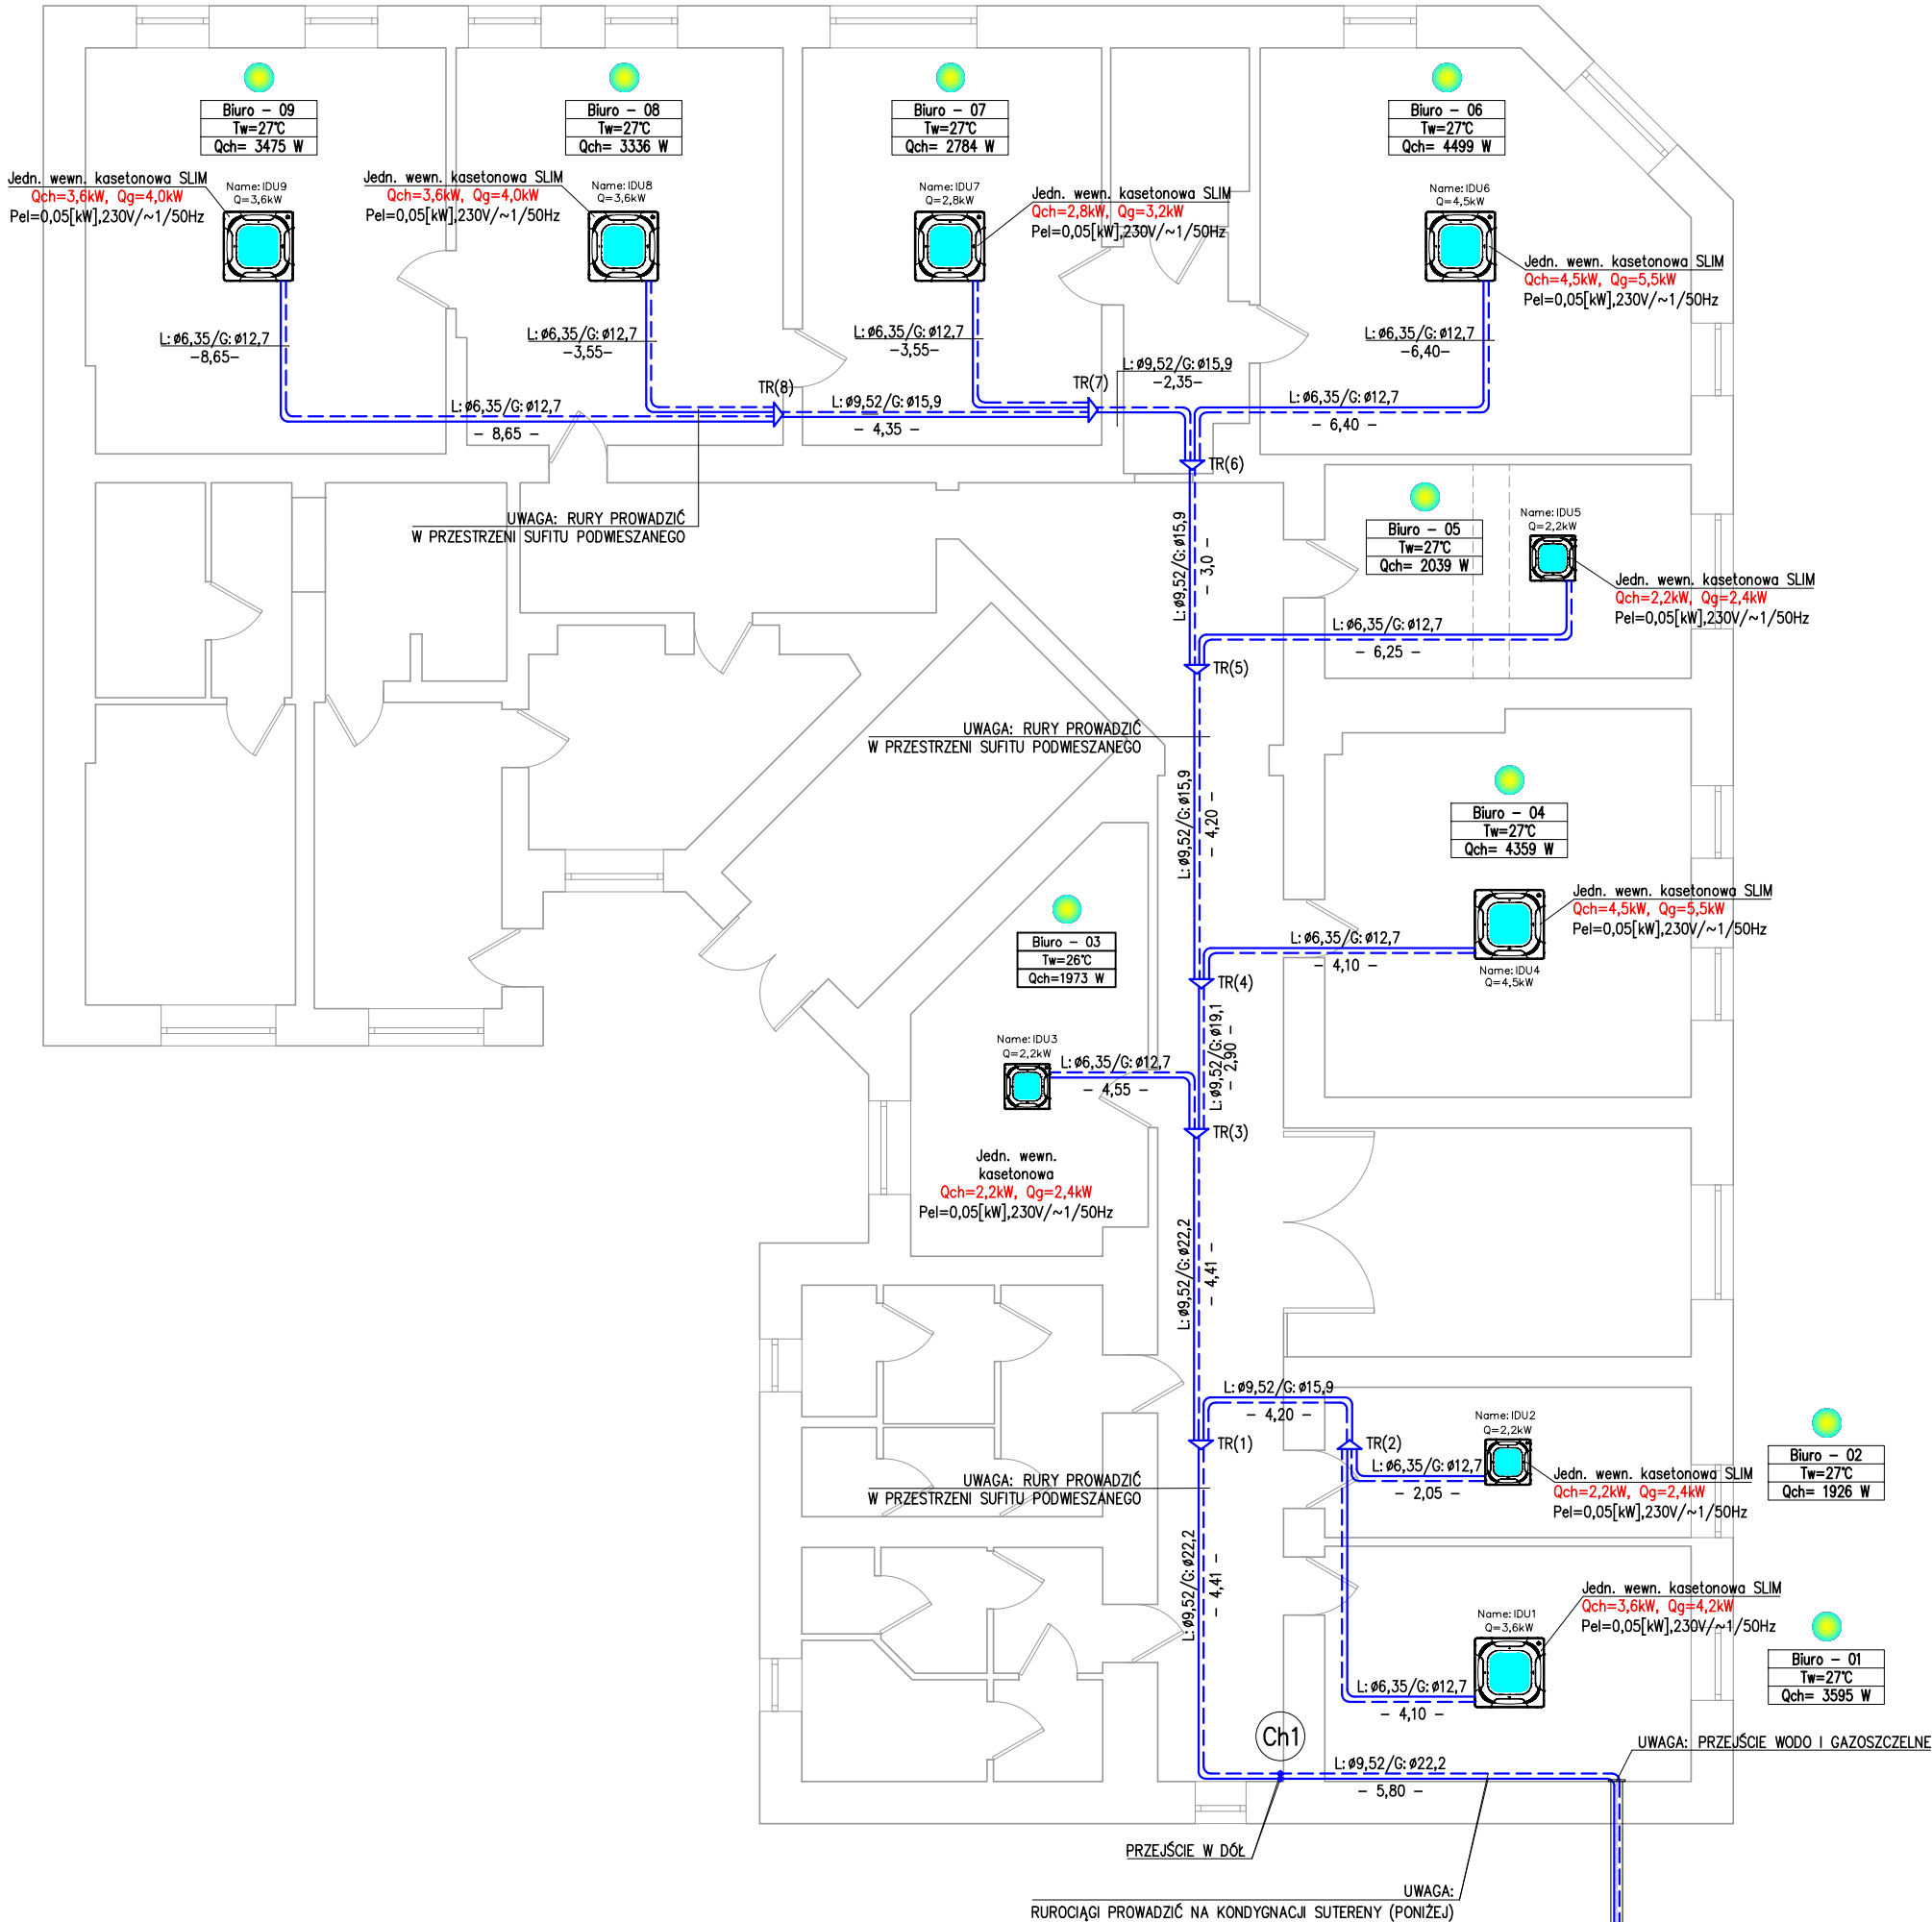 Biuro - 09
Tw=27°C
Qch= 3475 W
Biuro - 08
Tw=27°C
Qch= 3336 W
Biuro - 07
Tw=27°C
Qch= 2784 W
Biuro - 06
Tw=27°C
Qch= 4499 W
Jedn. wewn. kasetonowa SLIM
Qch=3,6kW, Qg=4,0kW
Pel=0,05[kW],230V/~1/50Hz
Name:IDU9
Q=3,6kW
Jedn. wewn. kasetonowa SLIM
Qch=3,6kW, Qg=4,0kW
Pel=0,05[kW],230V/~1/50Hz
Name:IDU8
Q=3,6kW
Name:IDU7
Q=2,8kW
Jedn. wewn. kasetonowa SLIM
Qch=2,8kW, Qg=3,2kW
Pel=0,05[kW],230V/~1/50Hz
Name:IDU6
Q=4,5kW
Jedn. wewn. kasetonowa SLIM
Qch=4,5kW, Qg=5,5kW
Pel=0,05[kW],230V/~1/50Hz
L:ø6,35/G:ø12,7
-8,65-
L:ø6,35/G:ø12,7
-3,55-
L:ø6,35/G:ø12,7
-3,55-
L:ø9,52/G:ø15,9
-2,35-
L:ø6,35/G:ø12,7
-6,40-
TR(8)
TR(7)
L:ø6,35/G:ø12,7
- 8,65 -
L:ø9,52/G:ø15,9
- 4,35 -
L:ø6,35/G:ø12,7
- 6,40 -
TR(6)
UWAGA: RURY PROWADZIĆ
W PRZESTRZENI SUFITU PODWIESZANEGO
L:ø9,52/G:ø15,9
- 3,0 -
Biuro - 05
Tw=27°C
Qch= 2039 W
Name:IDU5
Q=2,2kW
Jedn. wewn. kasetonowa SLIM
Qch=2,2kW, Qg=2,4kW
Pel=0,05[kW],230V/~1/50Hz
L:ø6,35/G:ø12,7
- 6,25 -
TR(5)
UWAGA: RURY PROWADZIĆ
W PRZESTRZENI SUFITU PODWIESZANEGO
L:ø9,52/G:ø15,9
- 4,20 -
Biuro - 04
Tw=27°C
Qch= 4359 W
Jedn. wewn. kasetonowa SLIM
Qch=4,5kW, Qg=5,5kW
Pel=0,05[kW],230V/~1/50Hz
Name:IDU4
Q=4,5kW
L:ø6,35/G:ø12,7
- 4,10 -
TR(4)
Biuro - 03
Tw=26°C
Qch=1973 W
Name:IDU3
Q=2,2kW
L:ø6,35/G:ø12,7
- 4,55 -
L:ø9,52/G:ø19,1
- 2,90 -
TR(3)
Jedn. wewn.
kasetonowa
Qch=2,2kW, Qg=2,4kW
Pel=0,05[kW],230V/~1/50Hz
L:ø9,52/G:ø22,2
- 4,41 -
L:ø9,52/G:ø15,9
- 4,20 -
TR(1)
TR(2)
Name:IDU2
Q=2,2kW
L:ø6,35/G:ø12,7
- 2,05 -
Jedn. wewn. kasetonowa SLIM
Qch=2,2kW, Qg=2,4kW
Pel=0,05[kW],230V/~1/50Hz
Biuro - 02
Tw=27°C
Qch= 1926 W
UWAGA: RURY PROWADZIĆ
W PRZESTRZENI SUFITU PODWIESZANEGO
L:ø9,52/G:ø22,2
- 4,41 -
Jedn. wewn. kasetonowa SLIM
Qch=3,6kW, Qg=4,2kW
Pel=0,05[kW],230V/~1/50Hz
Name:IDU1
Q=3,6kW
Biuro - 01
Tw=27°C
Qch= 3595 W
L:ø6,35/G:ø12,7
- 4,10 -
Ch1
UWAGA: PRZEJŚCIE WODO I GAZOSZCZELNE
L:ø9,52/G:ø22,2
- 5,80 -
PRZEJŚCIE W DÓŁ
UWAGA:
RUROCIĄGI PROWADZIĆ NA KONDYGNACJI SUTERENY (PONIŻEJ)